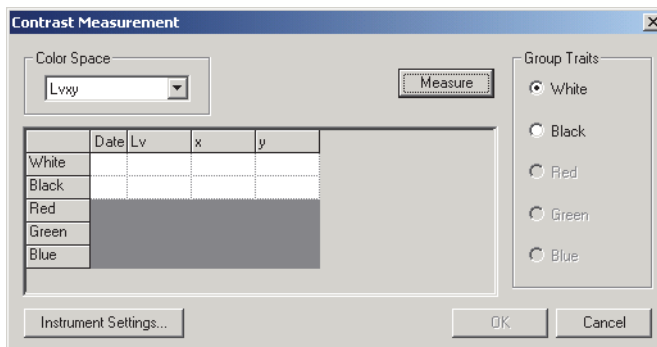 Contrast Measurement
Color Space
Lvxy
Measure
Date Lv x y
White
Black
Red
Green
Blue
Group Traits
White
Black
Red
Green
Blue
Instrument Settings...
OK
Cancel